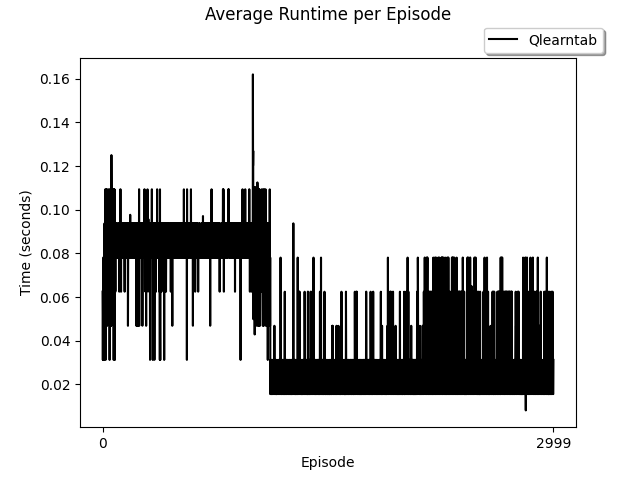 Average Runtime per Episode
Qlearntab
0.16
0.14
0.12
0.10
0.08
0.06
0.04
0.02
Time (seconds)
0 2999
Episode